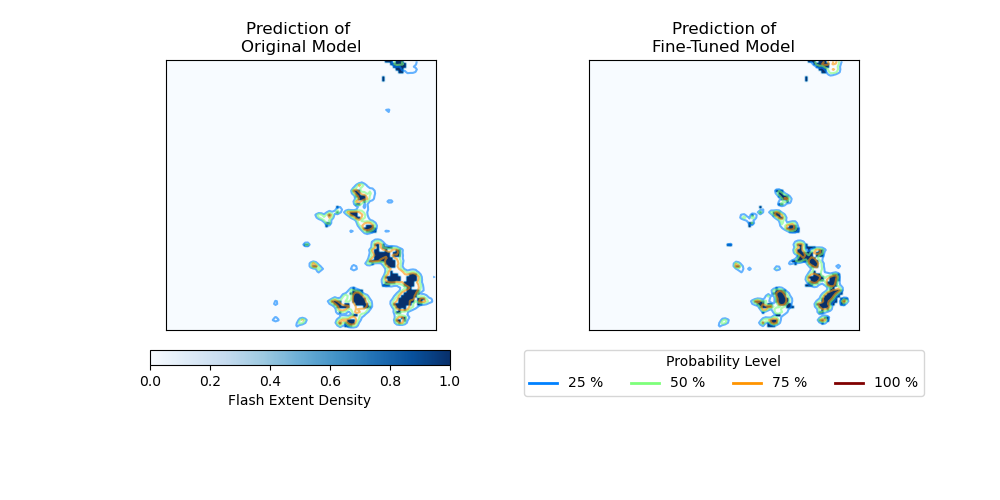 Prediction of
Original Model
Prediction of
Fine-Tuned Model
0.0 0.2 0.4 0.6 0.8 1.0
Flash Extent Density
Probability Level
25 % 50 % 75 % 100 %